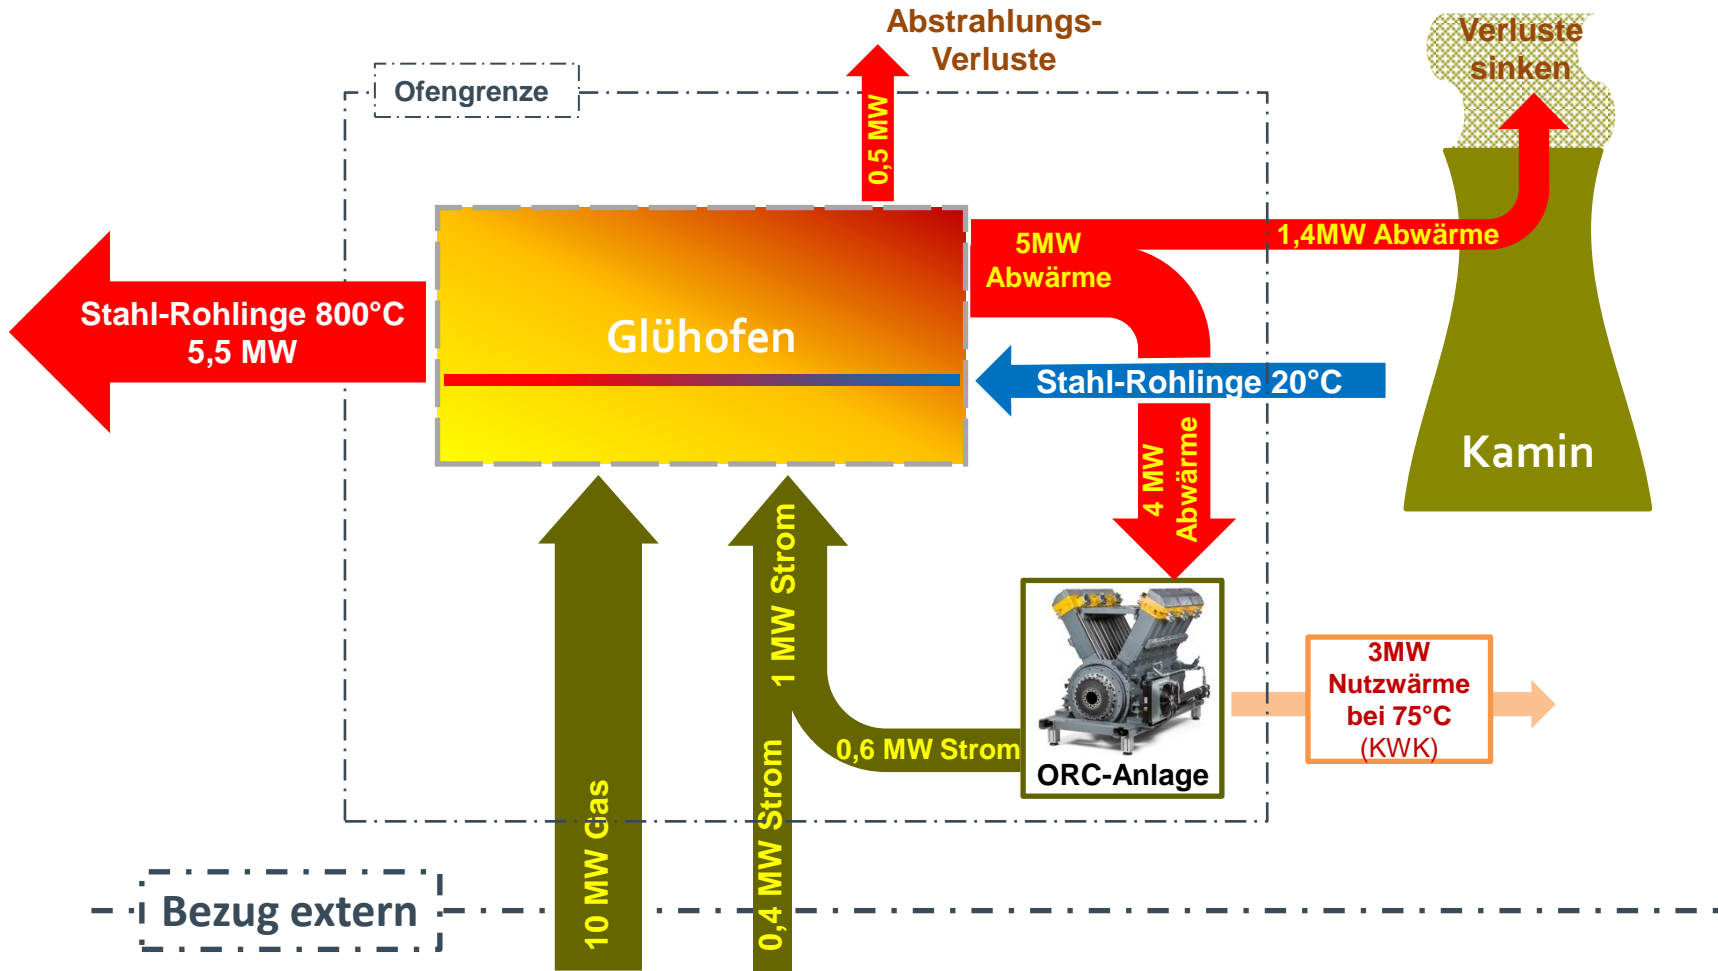 Abstrahlungs-
Verluste
Verluste
sinken
Ofengrenze
0,5 MW
5MW
Abwärme
1,4MW Abwärme
Stahl-Rohlinge 800°C
5,5 MW
Glühofen
Stahl-Rohlinge 20°C
Kamin
4 MW
Abwärme
1 MW Strom
0,6 MW Strom
ORC-Anlage
3MW
Nutzwärme
bei 75°C
(KWK)
10 MW Gas
0,4 MW Strom
Bezug extern